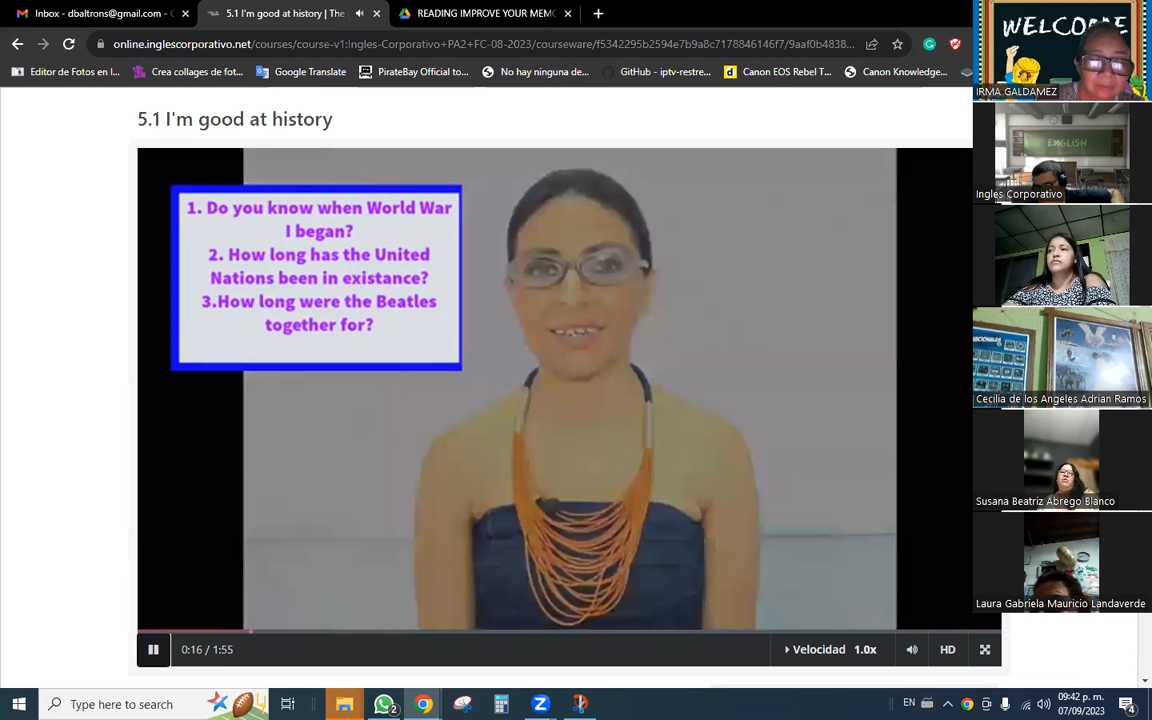 Inbox - dbaltrons@gmail.com -
5.1 I'm good at history | The
READING IMPROVE YOUR MEM
online.inglescorporativo.net/courses/course-v1:Ingles-Corporativo+PA2+FC-08-2023/courseware/f5342295b2594e7b9a8c7178846146f7/9aaf0b4838...
Editor de Fotos en l...
Crea collages de fot...
Google Translate
PirateBay Official to...
No hay ninguna de...
GitHub - iptv-restre...
Canon EOS Rebel T...
Canon Knowledge...
5.1 I'm good at history
1. Do you know when World War
I began?
2. How long has the United
Nations been in existance?
3.How long were the Beatles
together for?
0:16 / 1:55
Velocidad 1.0x
HD
WELCOME
IRMA GALDAMEZ
ENGLISH
Ingles Corporativo
Cecilia de los Angeles Adrian Ramos
Susana Beatriz Abrego Blanco
Laura Gabriela Mauricio Landaverde
Type here to search
2
EN
09:42 p. m.
07/09/2023
4